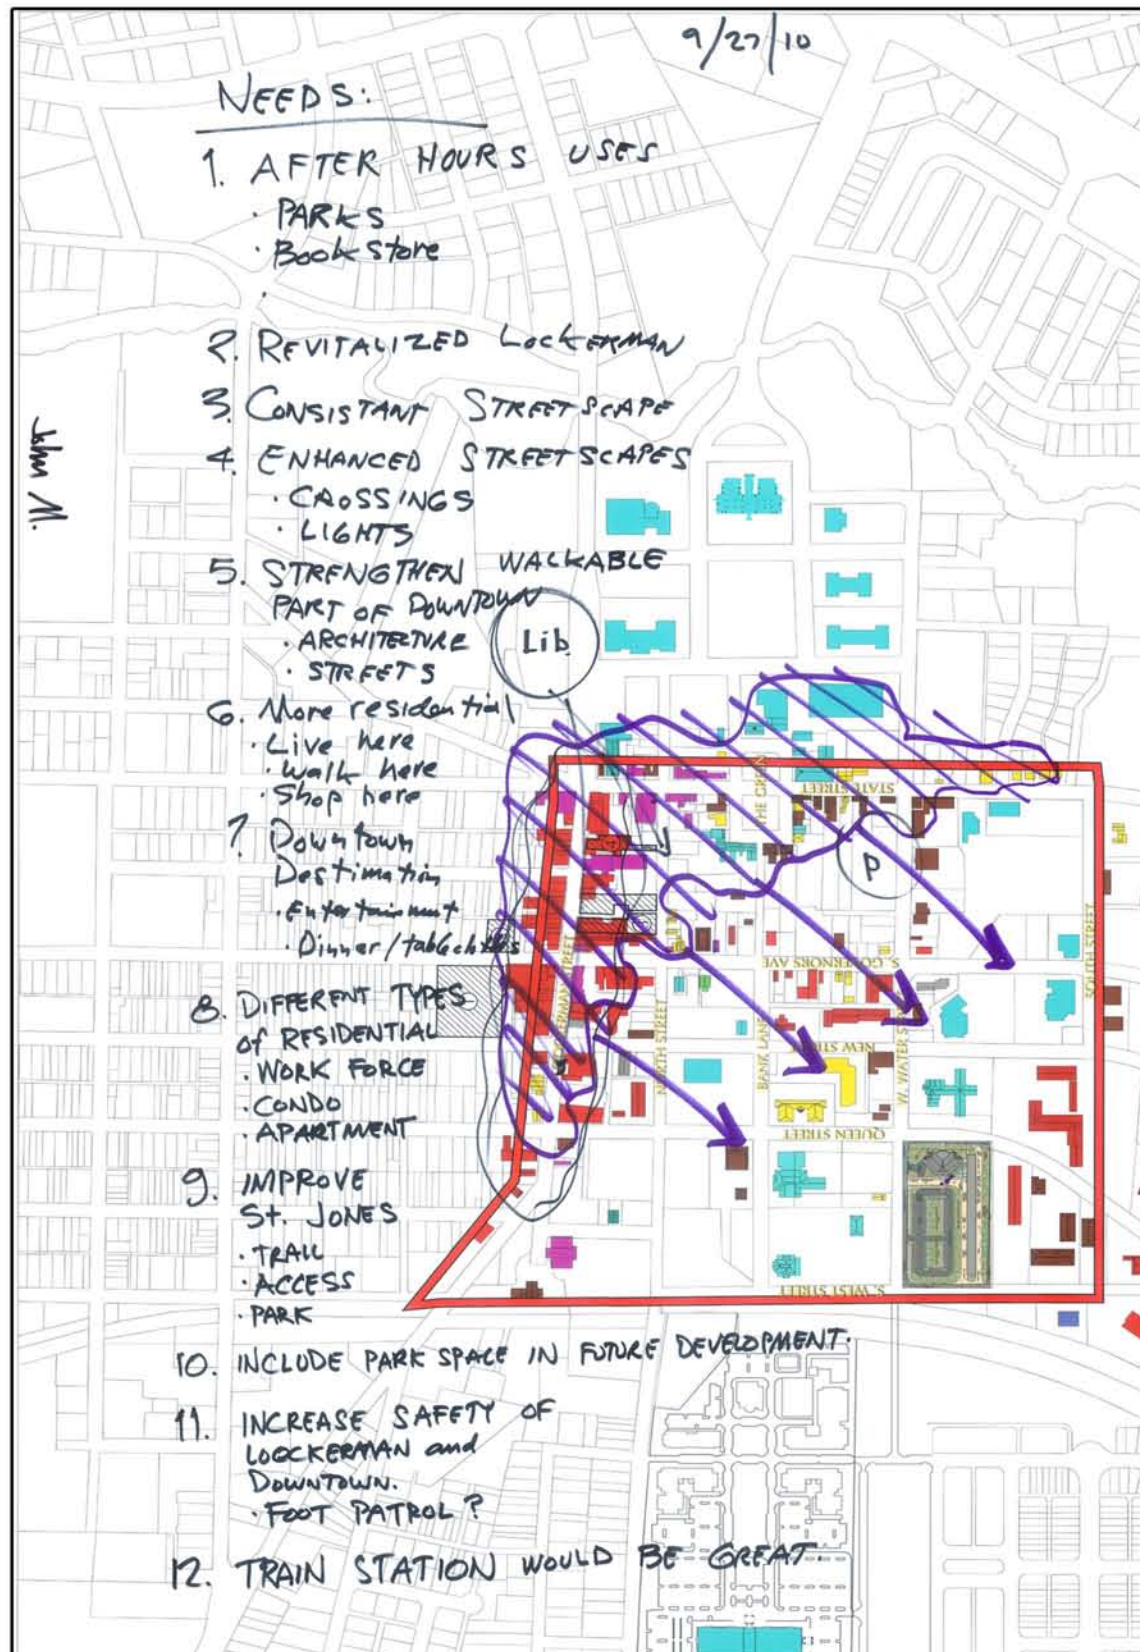 9/27/10
NEEDS:
1. AFTER HOURS USES
· PARKS
· Book Store
·
2. REVITALIZED LOCKERMAN
3. CONSISTANT STREETSCAPE
4. ENHANCED STREETSCAPES
· CROSSINGS
· LIGHTS
5. STRENGTHEN WALKABLE
PART OF DOWNTOWN
· ARCHITECTURE
· STREETS
6. More residential
· Live here
· Walk here
· Shop here
7. Downtown
Destination
· Entertainment
· Dinner/tablecloths
8. DIFFERENT TYPES
of RESIDENTIAL
· WORK FORCE
· CONDO
· APARTMENT
9. IMPROVE
St. JONES
· TRAIL
· ACCESS
· PARK
10. INCLUDE PARK SPACE IN FUTURE DEVELOPMENT.
11. INCREASE SAFETY OF
LOOCKERMAN and
DOWNTOWN.
· FOOT PATROL?
12. TRAIN STATION WOULD BE GREAT.
John M.
Lib.
P
STATE STREET
THE GREEN
S. GOVERNORS AVE
SOUTH STREET
NORTH STREET
BANK LANE
NEW STREET
W. WATER
QUEEN STREET
S. WEST STREET